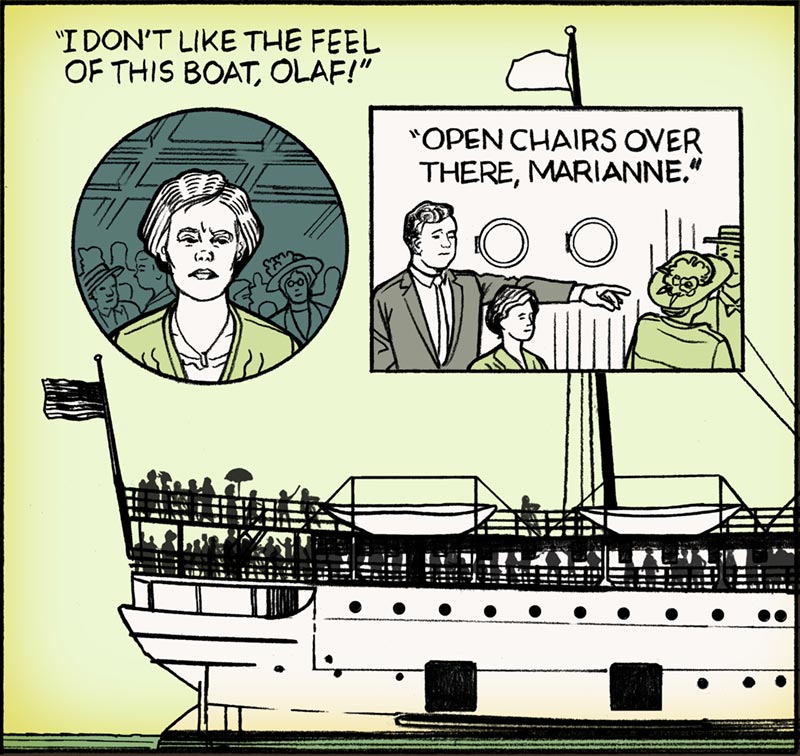 "I DON'T LIKE THE FEEL
OF THIS BOAT, OLAF!"
"OPEN CHAIRS OVER
THERE, MARIANNE."